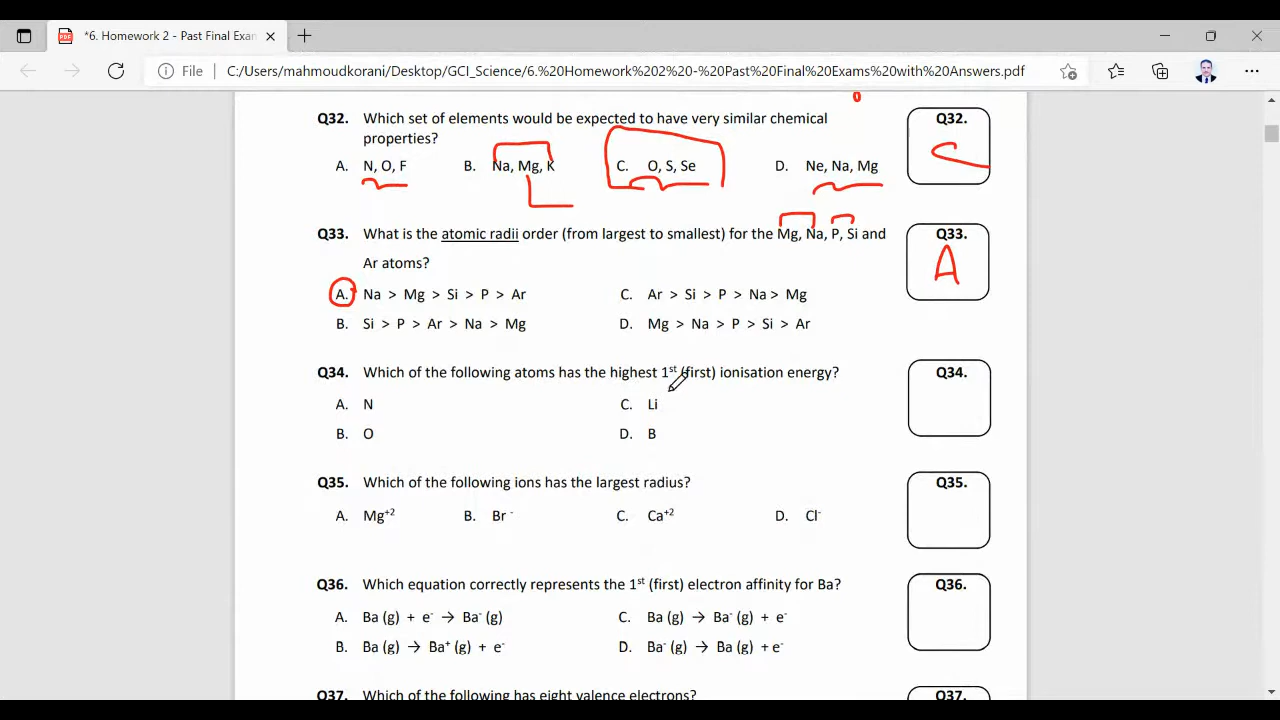 *6. Homework 2 - Past Final Exan
File
C:/Users/mahmoudkorani/Desktop/GCI_Science/6.%20Homework%202%20-%20Past%20Final%20Exams%20with%20Answers.pdf
Q32. Which set of elements would be expected to have very similar chemical
properties?
Q32.
C
A. N, O, F B. Na, Mg, K C. O, S, Se D. Ne, Na, Mg
Q33. What is the atomic radii order (from largest to smallest) for the Mg, Na, P, Si and
Ar atoms?
Q33.
A
A. Na > Mg > Si > P > Ar C. Ar > Si > P > Na > Mg
B. Si > P > Ar > Na > Mg D. Mg > Na > P > Si > Ar
Q34. Which of the following atoms has the highest 1st (first) ionisation energy?
Q34.
A. N C. Li
B. O D. B
Q35. Which of the following ions has the largest radius?
Q35.
A. Mg+2 B. Br - C. Ca+2 D. Cl-
Q36. Which equation correctly represents the 1st (first) electron affinity for Ba?
Q36.
A. Ba (g) + e- → Ba- (g) C. Ba (g) → Ba- (g) + e-
B. Ba (g) → Ba+ (g) + e- D. Ba- (g) → Ba (g) + e-
Q37. Which of the following has eight valence electrons?
Q37.